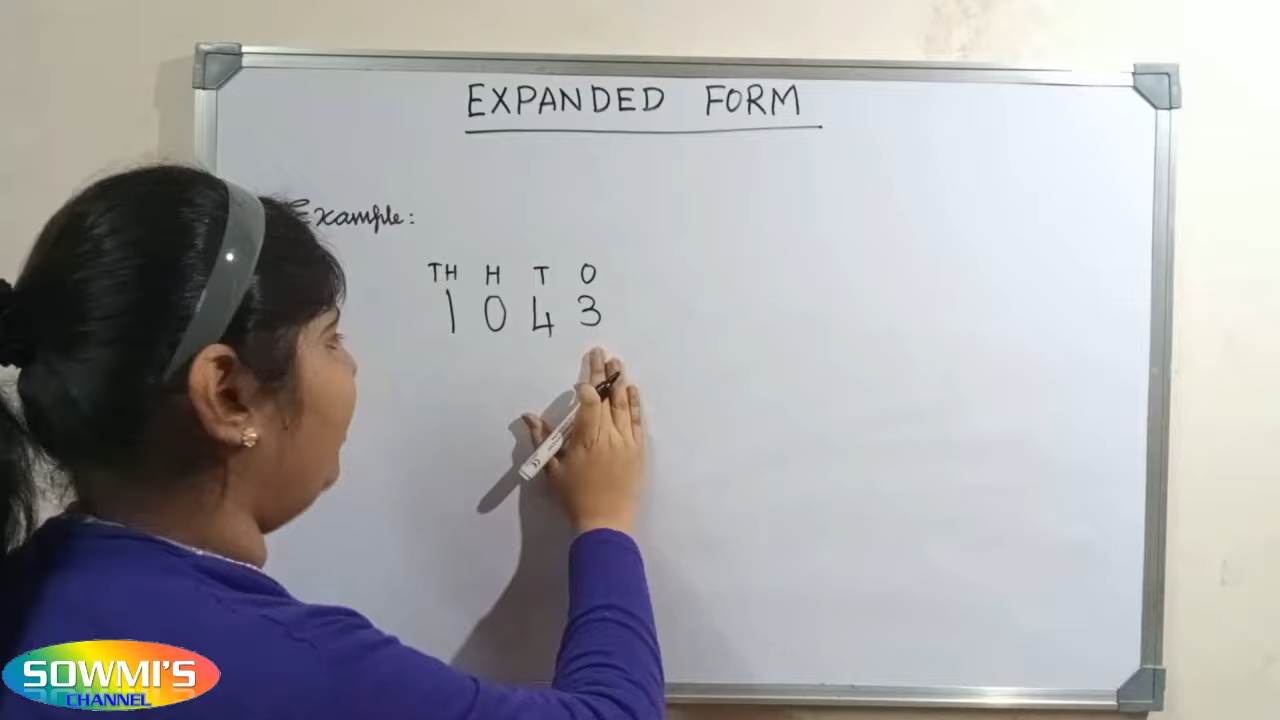 EXPANDED FORM
Example:
TH H T O
1 0 4 3
SOWMI'S
CHANNEL